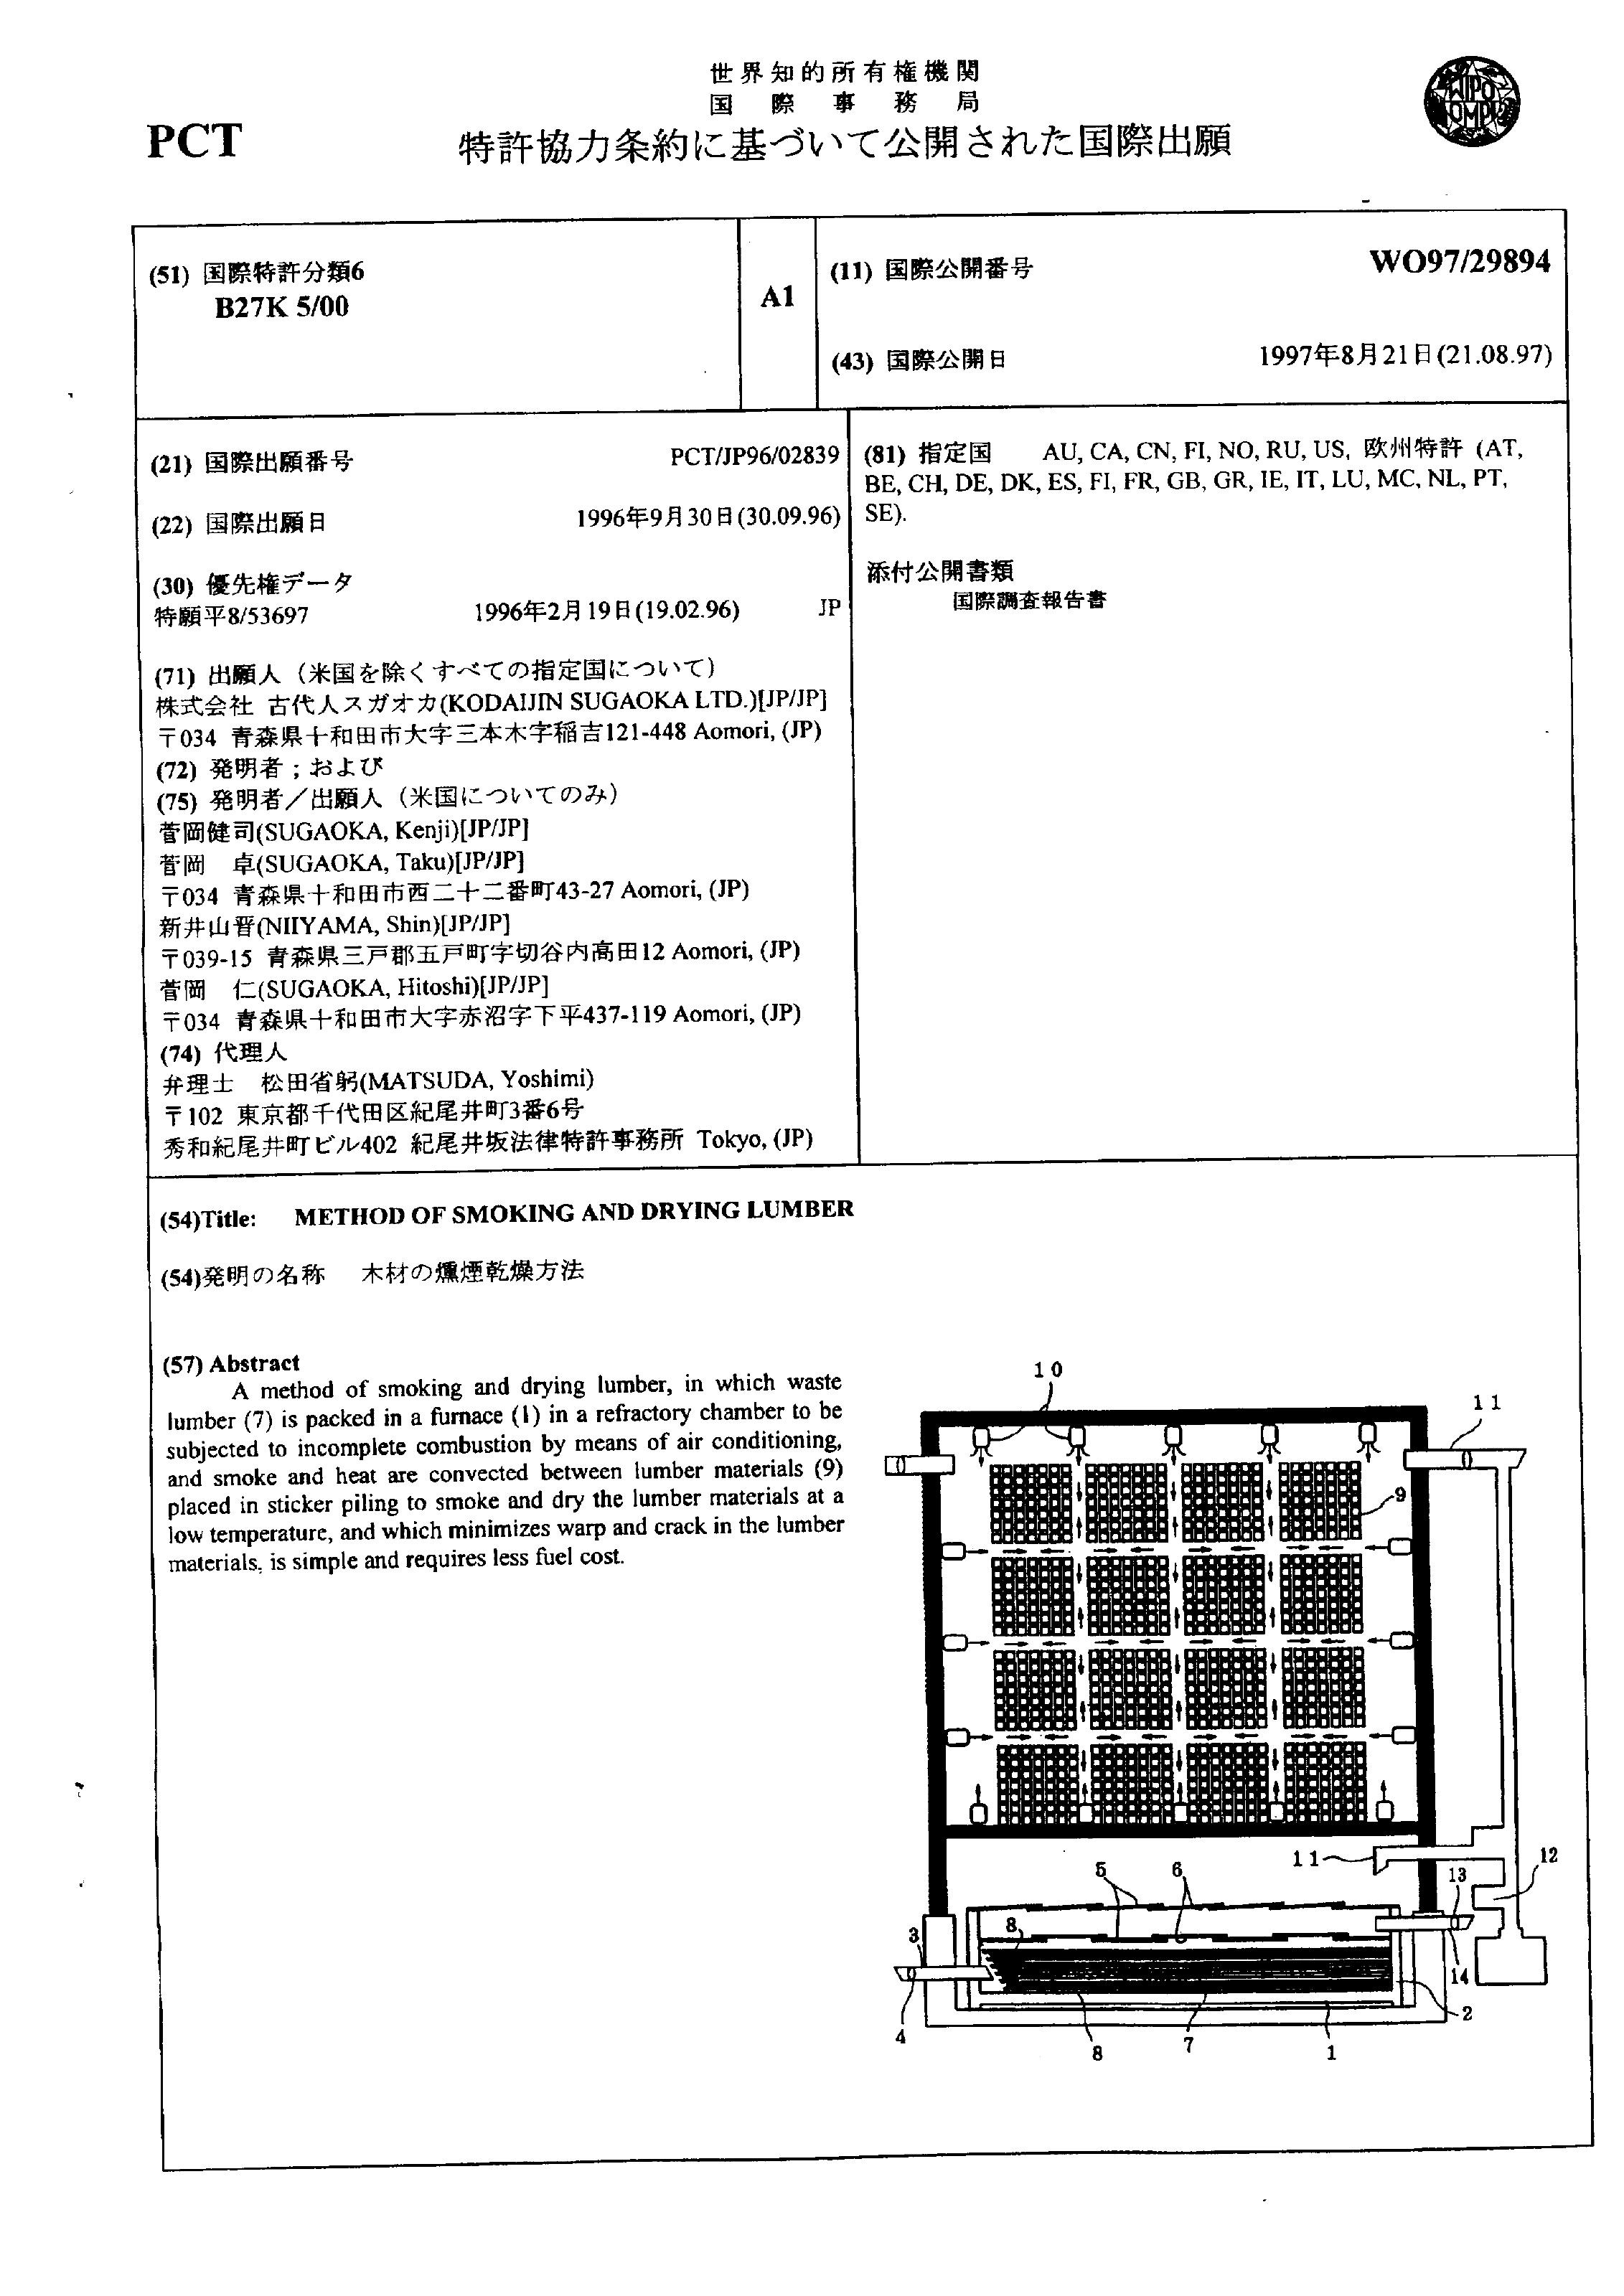 世界知的所有権機関
国際事務局
PCT
特許協力条約に基づいて公開された国際出願
WIPO
OMPI
(51) 国際特許分類6
B27K 5/00
A1
(11) 国際公開番号
WO97/29894
(43) 国際公開日
1997年8月21日(21.08.97)
(21) 国際出願番号
PCT/JP96/02839
(22) 国際出願日
1996年9月30日(30.09.96)
(30) 優先権データ
特願平8/53697 1996年2月19日(19.02.96) JP
(71) 出願人（米国を除くすべての指定国について）
株式会社 古代人スガオカ(KODAIJIN SUGAOKA LTD.)[JP/JP]
〒034 青森県十和田市大字三本木字稲吉121-448 Aomori, (JP)
(72) 発明者 ; および
(75) 発明者／出願人（米国についてのみ）
菅岡健司(SUGAOKA, Kenji)[JP/JP]
菅岡 卓(SUGAOKA, Taku)[JP/JP]
〒034 青森県十和田市西二十二番町43-27 Aomori, (JP)
新井山晋(NIIYAMA, Shin)[JP/JP]
〒039-15 青森県三戸郡五戸町字切谷内高田12 Aomori, (JP)
菅岡 仁(SUGAOKA, Hitoshi)[JP/JP]
〒034 青森県十和田市大字赤沼字下平437-119 Aomori, (JP)
(74) 代理人
弁理士 松田省躬(MATSUDA, Yoshimi)
〒102 東京都千代田区紀尾井町3番6号
秀和紀尾井町ビル402 紀尾井坂法律特許事務所 Tokyo, (JP)
(81) 指定国 AU, CA, CN, FI, NO, RU, US, 欧州特許 (AT,
BE, CH, DE, DK, ES, FI, FR, GB, GR, IE, IT, LU, MC, NL, PT,
SE).
添付公開書類
国際調査報告書
(54)Title: METHOD OF SMOKING AND DRYING LUMBER
(54)発明の名称 木材の燻煙乾燥方法
(57) Abstract
A method of smoking and drying lumber, in which waste
lumber (7) is packed in a furnace (1) in a refractory chamber to be
subjected to incomplete combustion by means of air conditioning,
and smoke and heat are convected between lumber materials (9)
placed in sticker piling to smoke and dry the lumber materials at a
low temperature, and which minimizes warp and crack in the lumber
materials, is simple and requires less fuel cost.
10
11
9
11
12
5
6
13
8
3
14
2
4
8
7
1